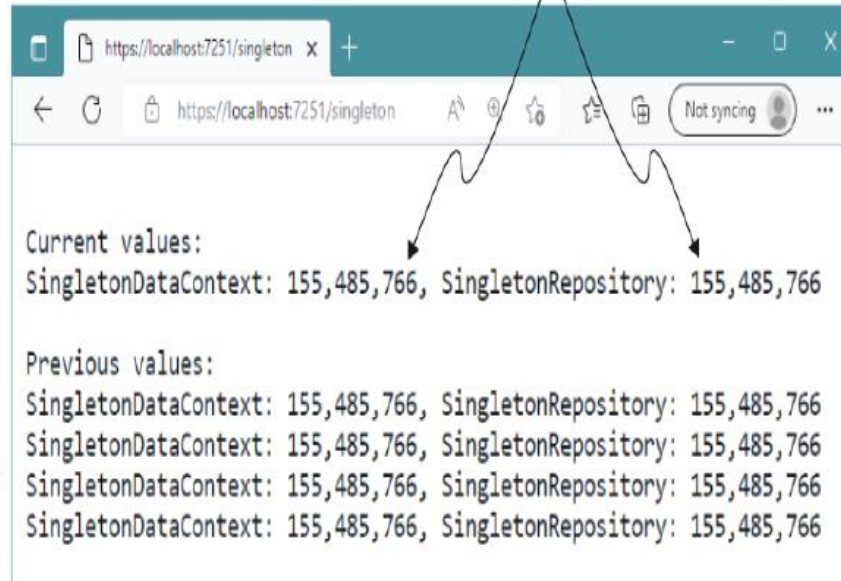 https://localhost:7251/singleton
https://localhost:7251/singleton
Not syncing
Current values:
SingletonDataContext: 155,485,766, SingletonRepository: 155,485,766
Previous values:
SingletonDataContext: 155,485,766, SingletonRepository: 155,485,766
SingletonDataContext: 155,485,766, SingletonRepository: 155,485,766
SingletonDataContext: 155,485,766, SingletonRepository: 155,485,766
SingletonDataContext: 155,485,766, SingletonRepository: 155,485,766